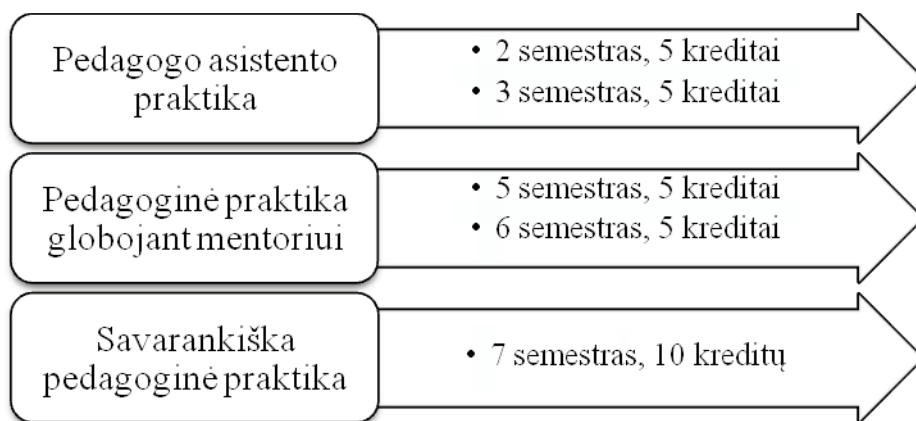 Pedagogo asistento
praktika
• 2 semestras, 5 kreditai
• 3 semestras, 5 kreditai
Pedagoginė praktika
globojant mentoriui
• 5 semestras, 5 kreditai
• 6 semestras, 5 kreditai
Savarankiška
pedagoginė praktika
• 7 semestras, 10 kreditų